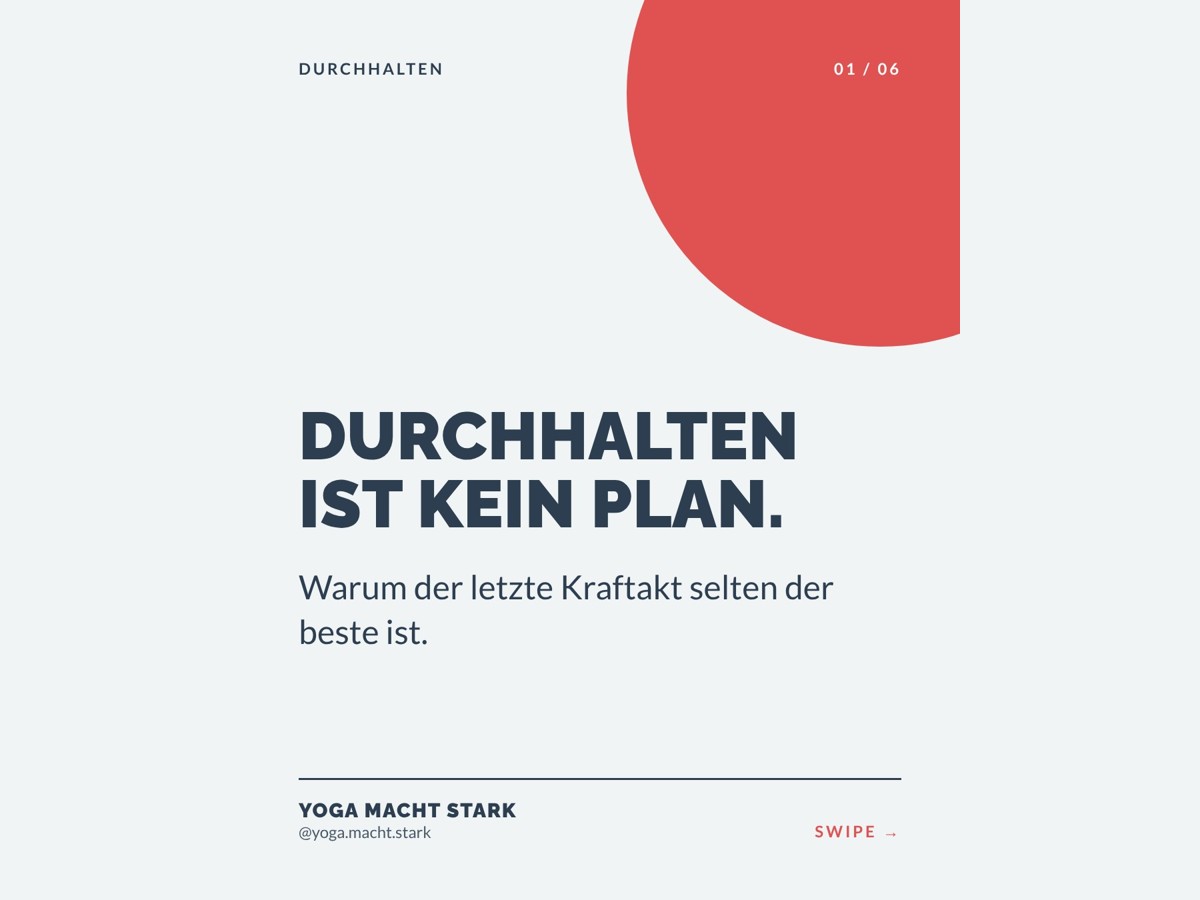 DURCHHALTEN
01 / 06
DURCHHALTEN
IST KEIN PLAN.
Warum der letzte Kraftakt selten der
beste ist.
YOGA MACHT STARK
@yoga.macht.stark
SWIPE →